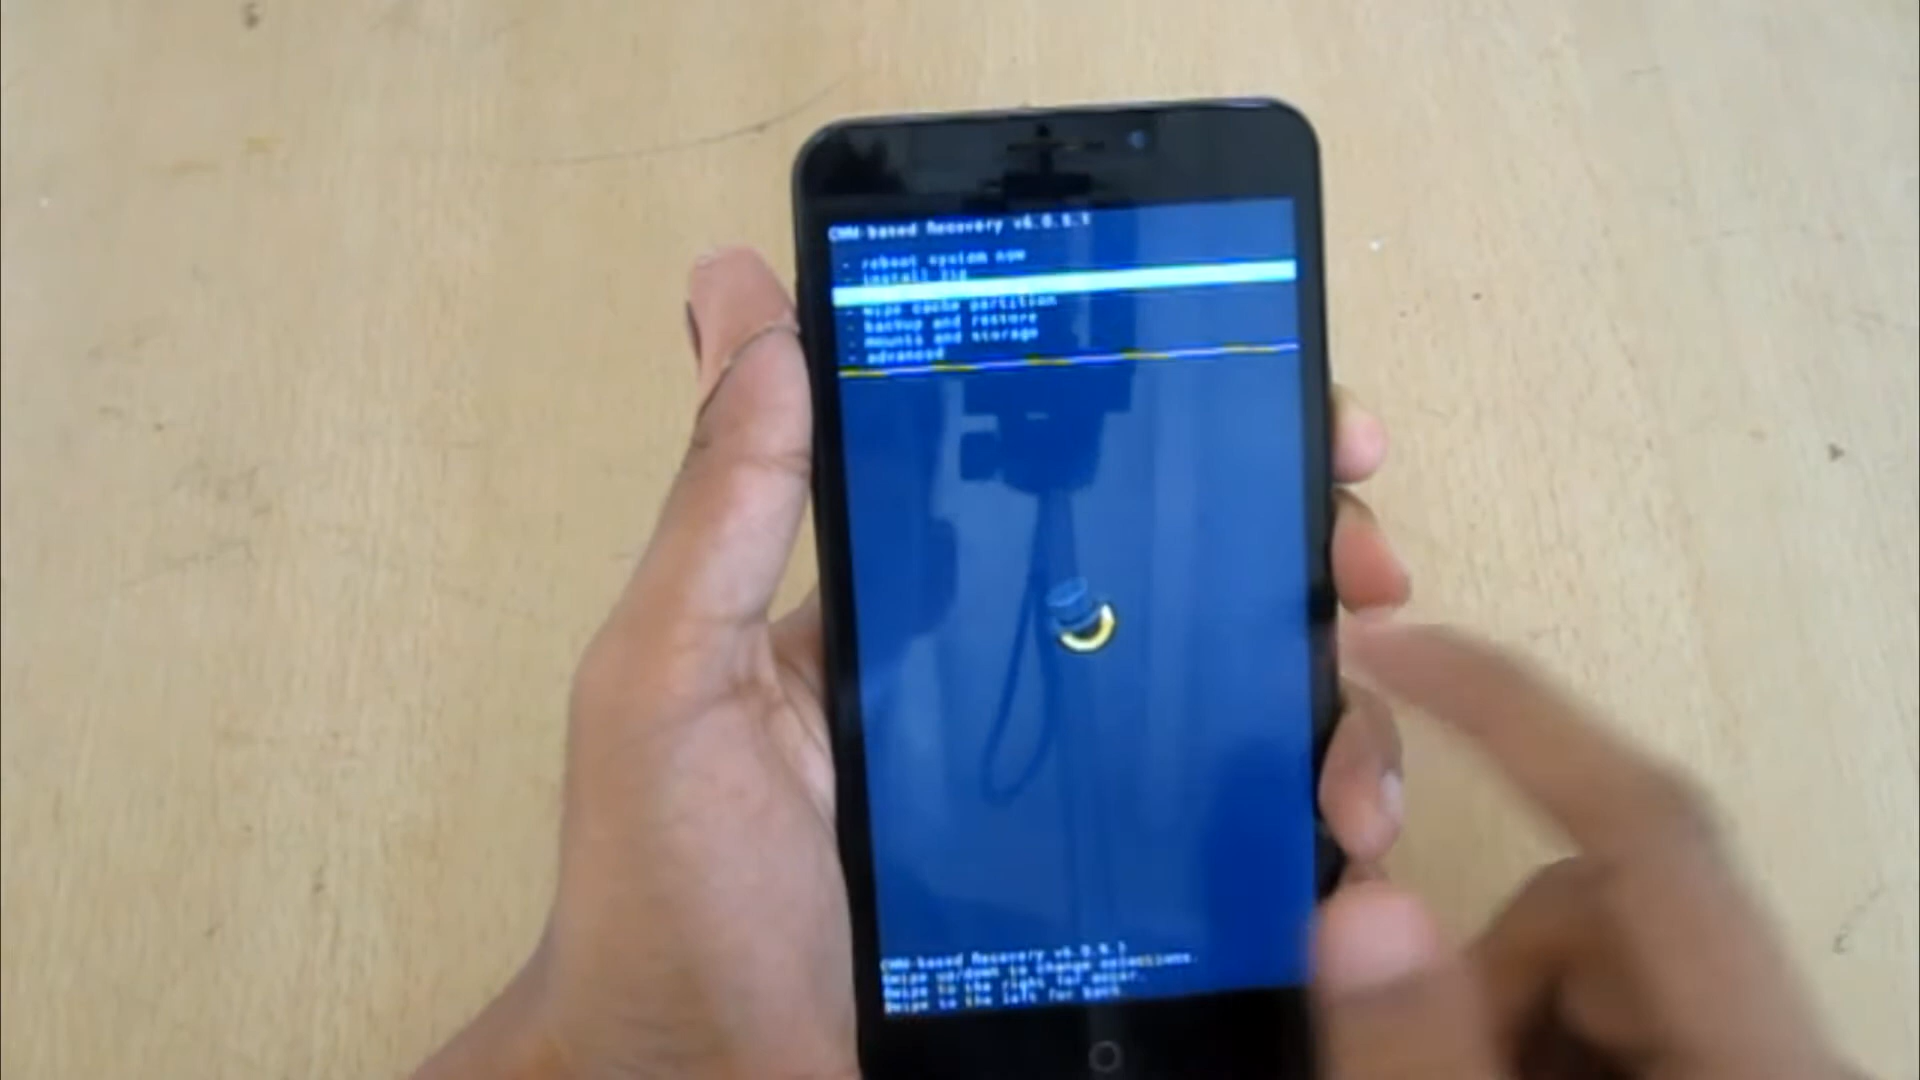 CWM-based Recovery v6.0.5.1
- reboot system now
- install zip
- wipe cache partition
- backup and restore
- mounts and storage
- advanced
CWM-based Recovery v6.0.5.1
Swipe up/down to change selections.
Swipe to the right for enter.
Swipe to the left for back.